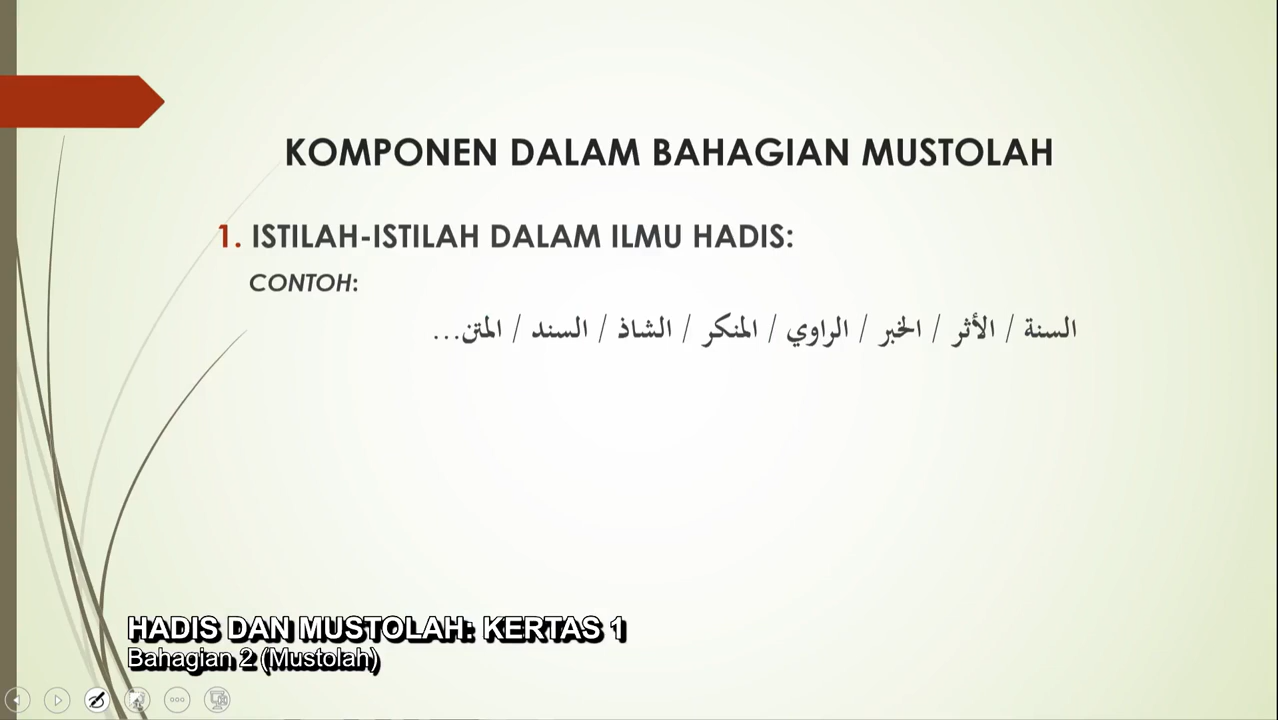 KOMPONEN DALAM BAHAGIAN MUSTOLAH
1. ISTILAH-ISTILAH DALAM ILMU HADIS:
CONTOH:
السنة / الأثر / الخبر / الراوي / المنكر / الشاذ / السند / المتن...
HADIS DAN MUSTOLAH: KERTAS 1
Bahagian 2 (Mustolah)